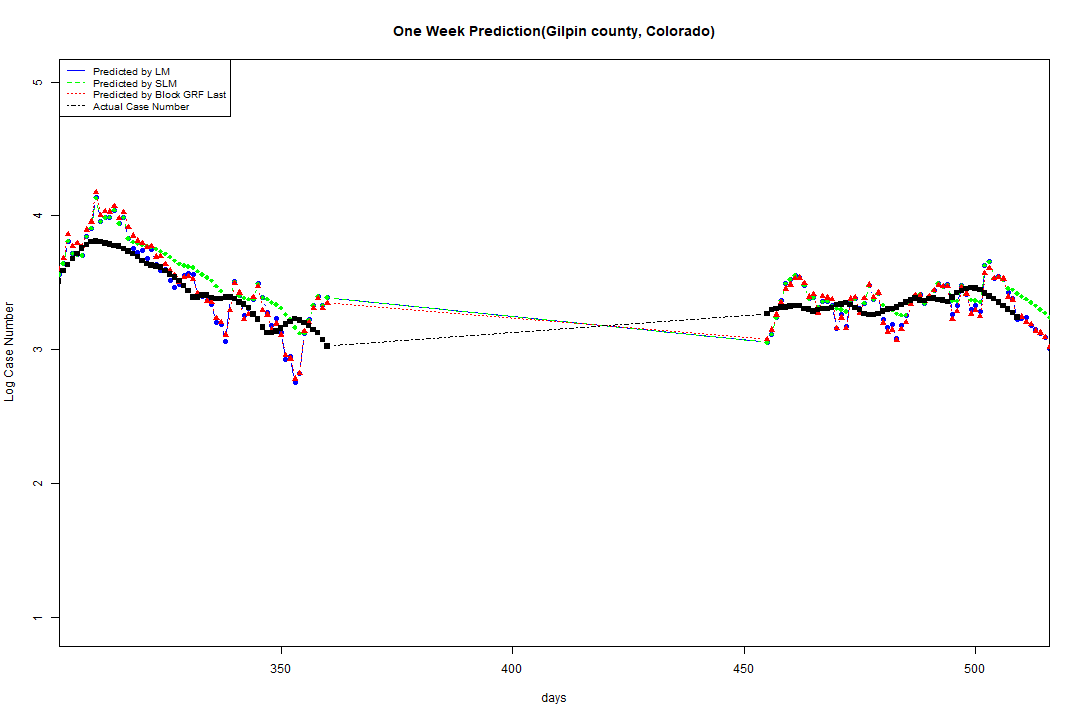 One Week Prediction(Gilpin county, Colorado)
Predicted by LM
Predicted by SLM
Predicted by Block GRF Last
Actual Case Number
Log Case Number
5
4
3
2
1
350
400
450
500
days